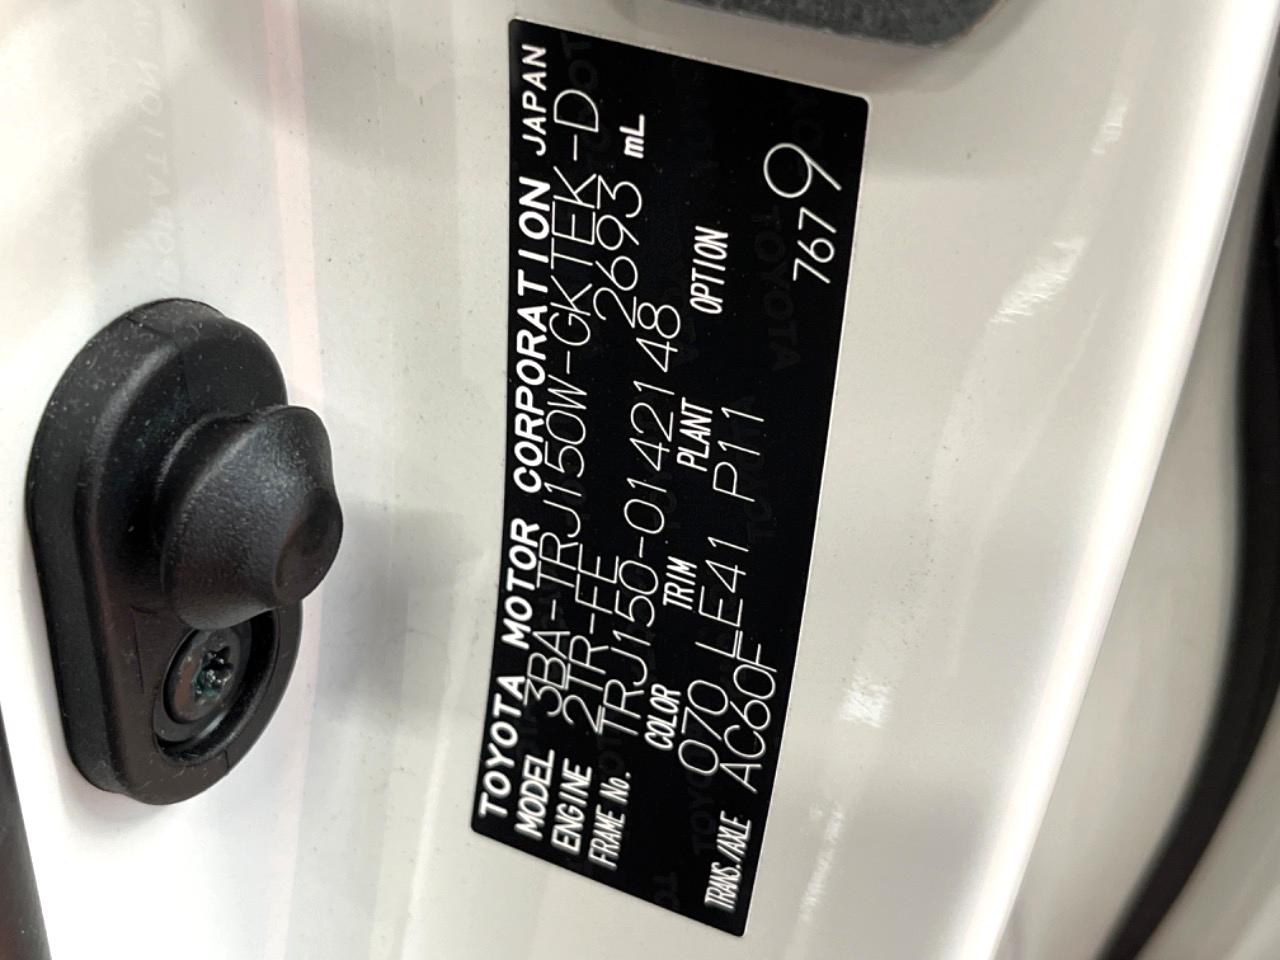 TOYOTA MOTOR CORPORATION JAPAN
MODEL 3BA-TRJ150W-GKTEK-D
ENGINE 2TR-FE 2693 mL
FRAME No. TRJ150-0142148
COLOR TRIM PLANT OPTION
070 LE41 P11
TRANS./AXLE AC60F 7679